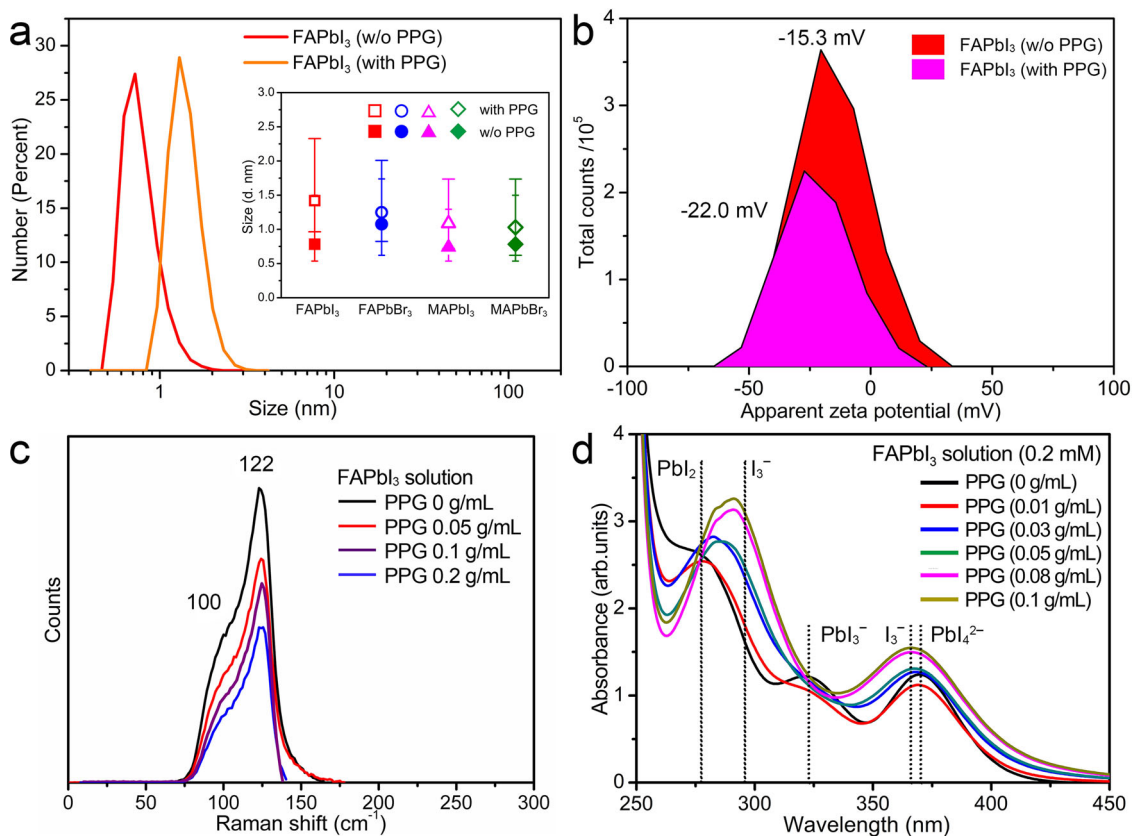 a
FAPbI₃ (w/o PPG)
FAPbI₃ (with PPG)
Number (Percent)
30
25
20
15
10
5
0
1
10
100
Size (nm)
with PPG
w/o PPG
Size (d. nm)
3.0
2.5
2.0
1.5
1.0
0.5
0.0
FAPbI₃
FAPbBr₃
MAPbI₃
MAPbBr₃
b
-15.3 mV
FAPbI₃ (w/o PPG)
FAPbI₃ (with PPG)
-22.0 mV
Total counts /10⁵
4
3
2
1
0
-100
-50
0
50
100
Apparent zeta potential (mV)
c
122
100
FAPbI₃ solution
PPG 0 g/mL
PPG 0.05 g/mL
PPG 0.1 g/mL
PPG 0.2 g/mL
Counts
0
50
100
150
200
250
300
Raman shift (cm⁻¹)
d
PbI₂
I₃⁻
FAPbI₃ solution (0.2 mM)
PPG (0 g/mL)
PPG (0.01 g/mL)
PPG (0.03 g/mL)
PPG (0.05 g/mL)
PPG (0.08 g/mL)
PPG (0.1 g/mL)
PbI₃⁻
I₃⁻
PbI₄²⁻
Absorbance (arb.units)
4
3
2
1
0
250
300
350
400
450
Wavelength (nm)